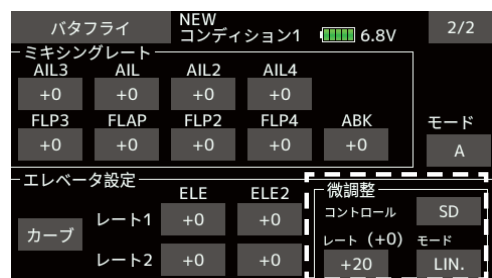 バタフライ
NEW
コンディション1
6.8V
2/2
ミキシングレート
AIL3 AIL AIL2 AIL4
+0 +0 +0 +0
FLP3 FLAP FLP2 FLP4 ABK
+0 +0 +0 +0 +0
モード
A
エレベータ設定
ELE ELE2
カーブ
レート1 +0 +0
レート2 +0 +0
微調整
コントロール SD
レート (+0) モード
+20 LIN.